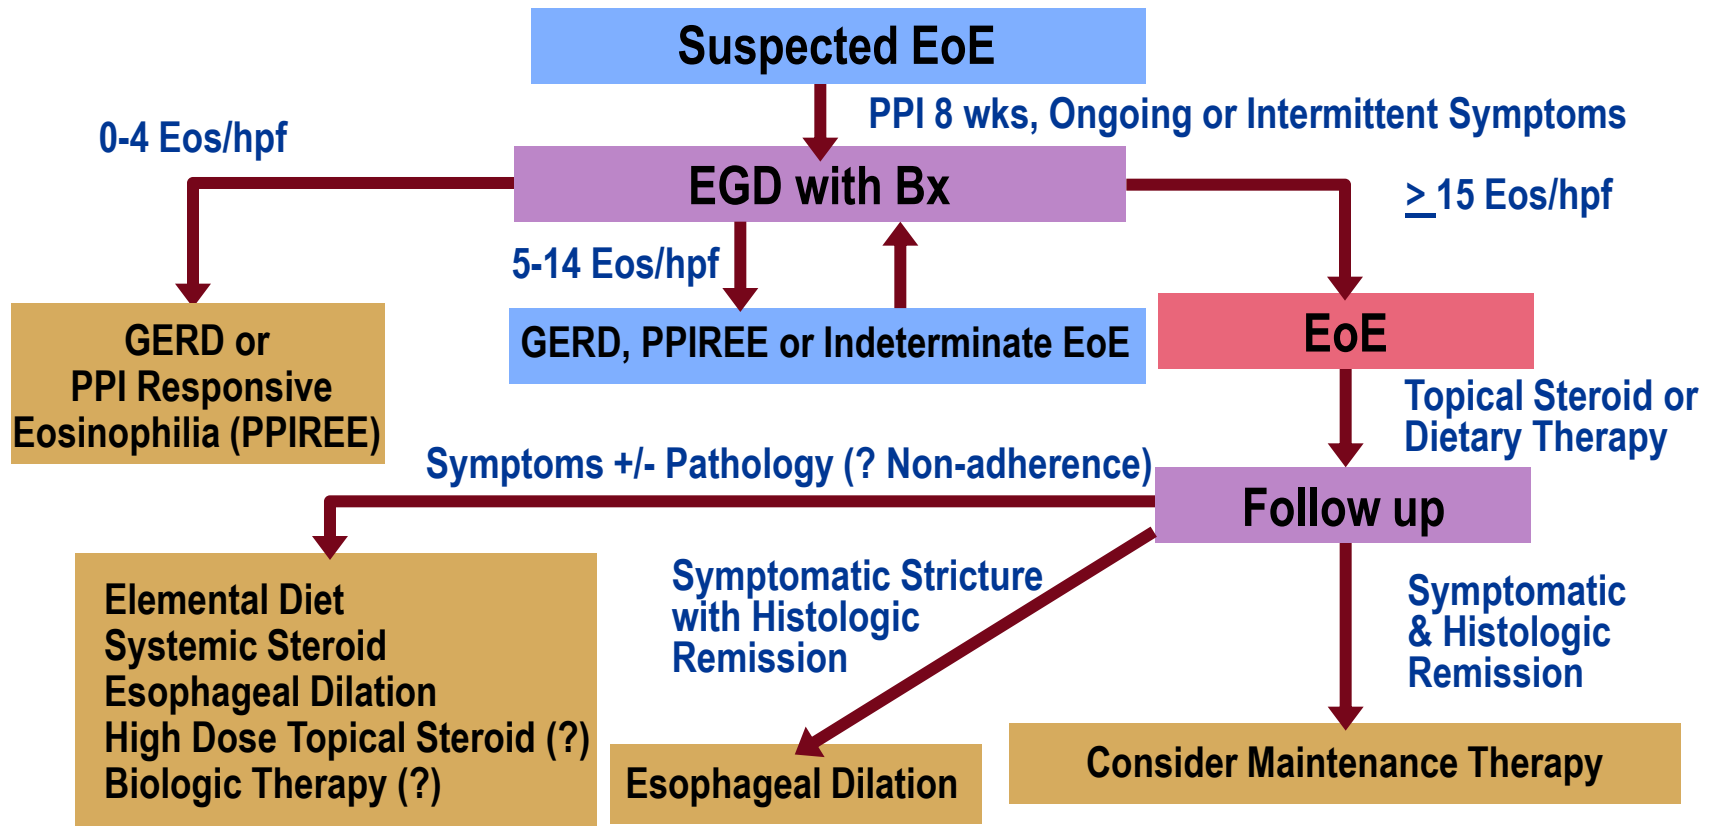 Suspected EoE
PPI 8 wks, Ongoing or Intermittent Symptoms
0-4 Eos/hpf
EGD with Bx
> 15 Eos/hpf
5-14 Eos/hpf
GERD or
PPI Responsive
Eosinophilia (PPIREE)
GERD, PPIREE or Indeterminate EoE
EoE
Topical Steroid or
Dietary Therapy
Symptoms +/- Pathology (? Non-adherence)
Follow up
Elemental Diet
Systemic Steroid
Esophageal Dilation
High Dose Topical Steroid (?)
Biologic Therapy (?)
Symptomatic Stricture
with Histologic
Remission
Symptomatic
& Histologic
Remission
Esophageal Dilation
Consider Maintenance Therapy